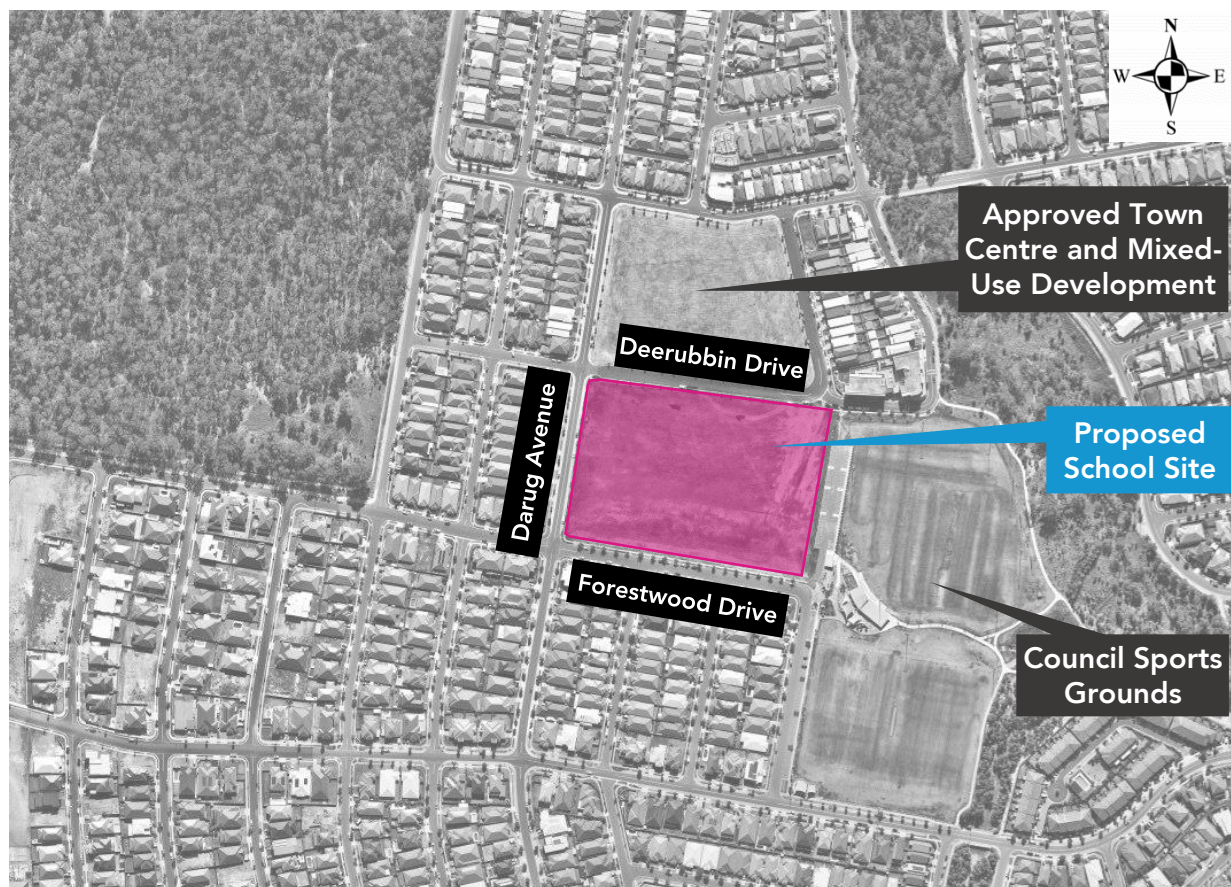 N
W E
S
Approved Town
Centre and Mixed-
Use Development
Deerubbin Drive
Darug Avenue
Proposed
School Site
Forestwood Drive
Council Sports
Grounds